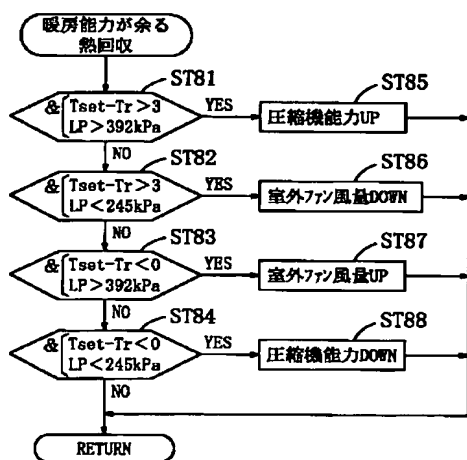 暖房能力が余る
熱回収
ST81
& Tset-Tr>3
LP>392kPa
YES
ST85
圧縮機能力UP
NO
ST82
& Tset-Tr>3
LP<245kPa
YES
ST86
室外ファン風量DOWN
NO
ST83
& Tset-Tr<0
LP>392kPa
YES
ST87
室外ファン風量UP
NO
ST84
& Tset-Tr<0
LP<245kPa
YES
ST88
圧縮機能力DOWN
NO
RETURN